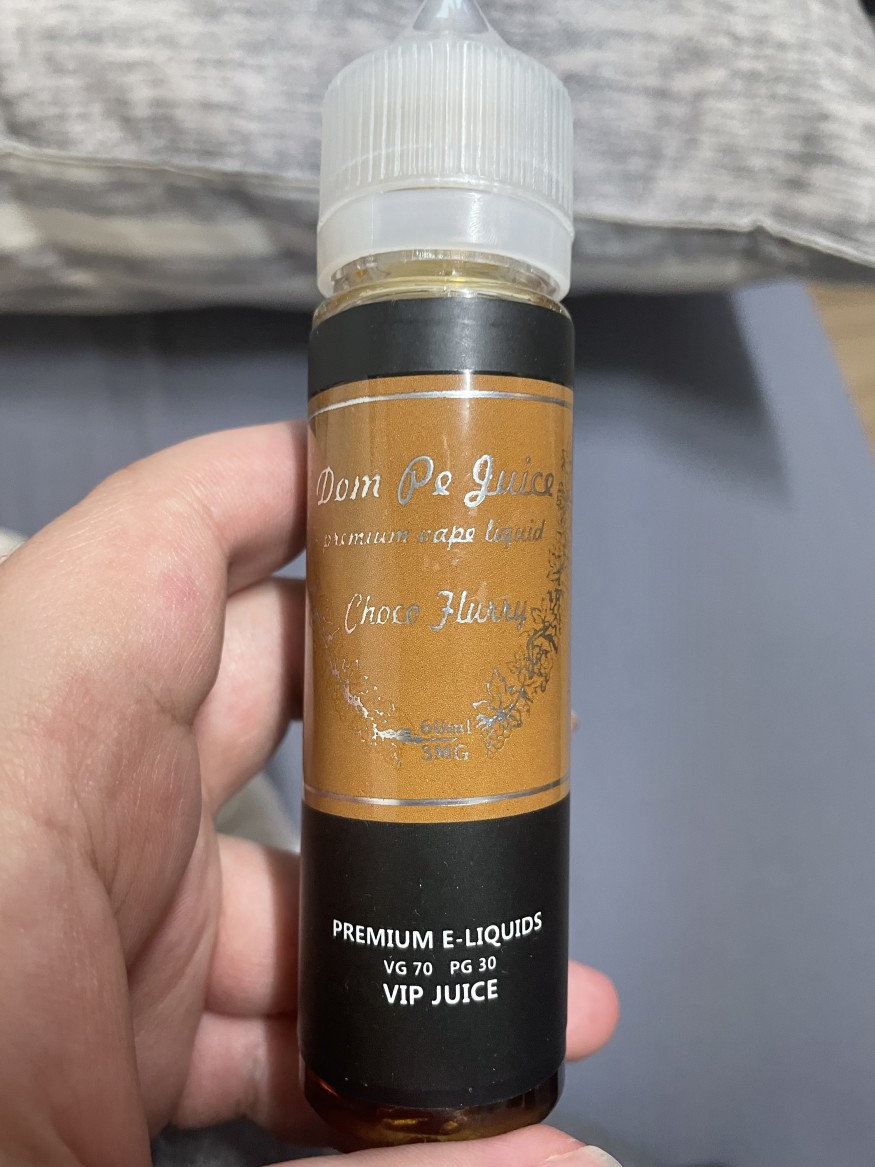 Dom Pe Juice
premium vape liquid
Choco Flurry
60ml
3MG
PREMIUM E-LIQUIDS
VG 70 PG 30
VIP JUICE